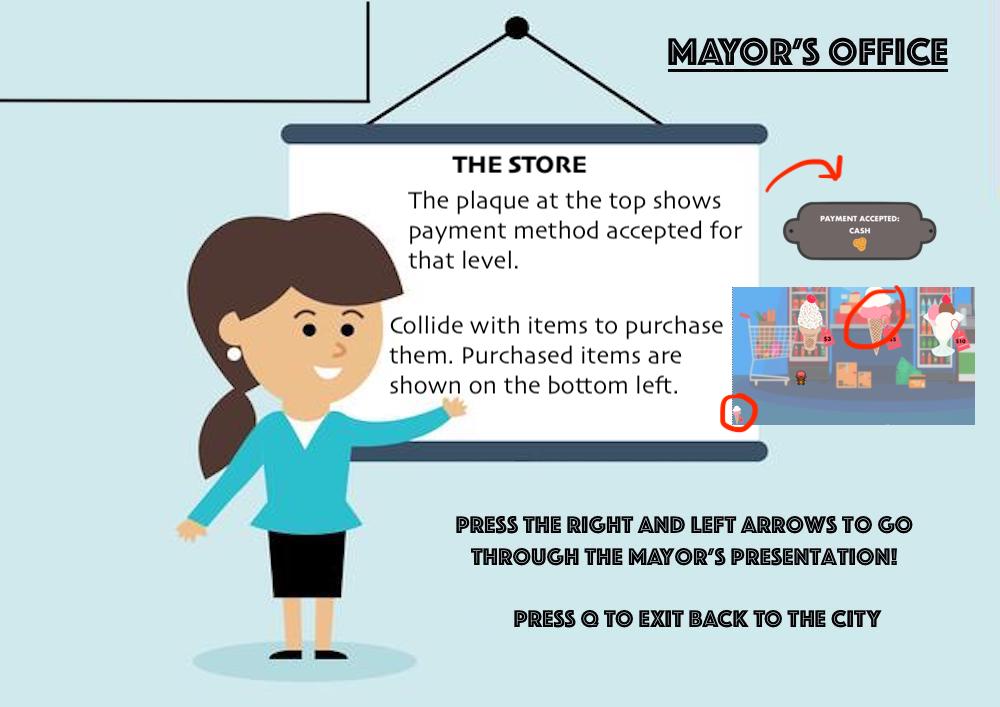 MAYOR'S OFFICE
THE STORE
The plaque at the top shows
payment method accepted for
that level.
PAYMENT ACCEPTED:
CASH
Collide with items to purchase
them. Purchased items are
shown on the bottom left.
$3
$10
PRESS THE RIGHT AND LEFT ARROWS TO GO
THROUGH THE MAYOR'S PRESENTATION!
PRESS Q TO EXIT BACK TO THE CITY